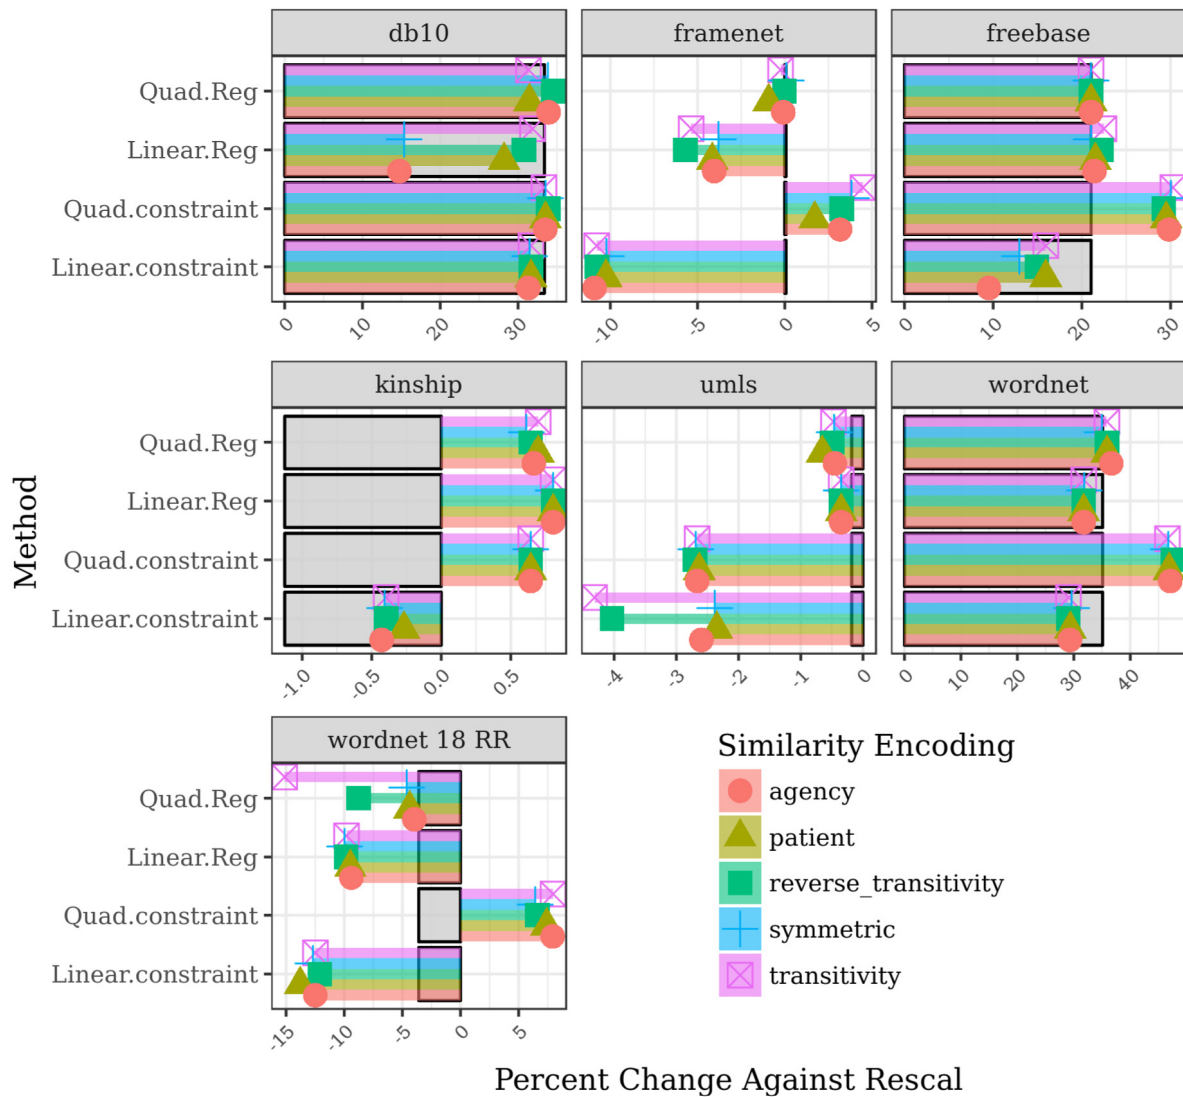 db10 framenet freebase
Quad.Reg
Linear.Reg
Quad.constraint
Linear.constraint
0 10 20 30 -10 -5 0 5 0 10 20 30
kinship umls wordnet
Quad.Reg
Linear.Reg
Quad.constraint
Linear.constraint
-1.0 -0.5 0.0 0.5 -4 -3 -2 -1 0 0 10 20 30 40
Method
wordnet 18 RR
Quad.Reg
Linear.Reg
Quad.constraint
Linear.constraint
-15 -10 -5 0 5
Similarity Encoding
agency
patient
reverse_transitivity
symmetric
transitivity
Percent Change Against Rescal